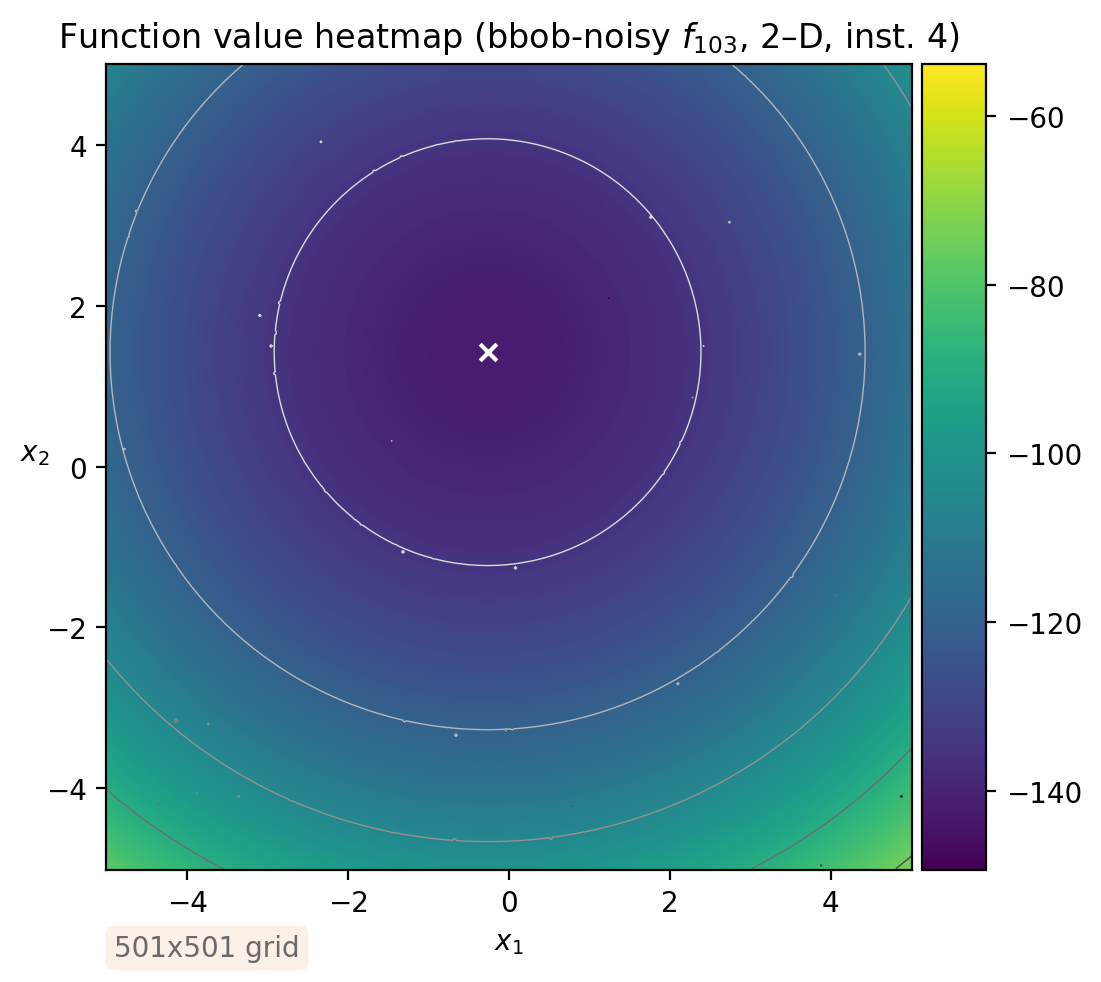 Function value heatmap (bbob-noisy f₁₀₃, 2–D, inst. 4)
4
2
0
−2
−4
x₂
−60
−80
−100
−120
−140
−4 −2 0 2 4
x₁
501x501 grid